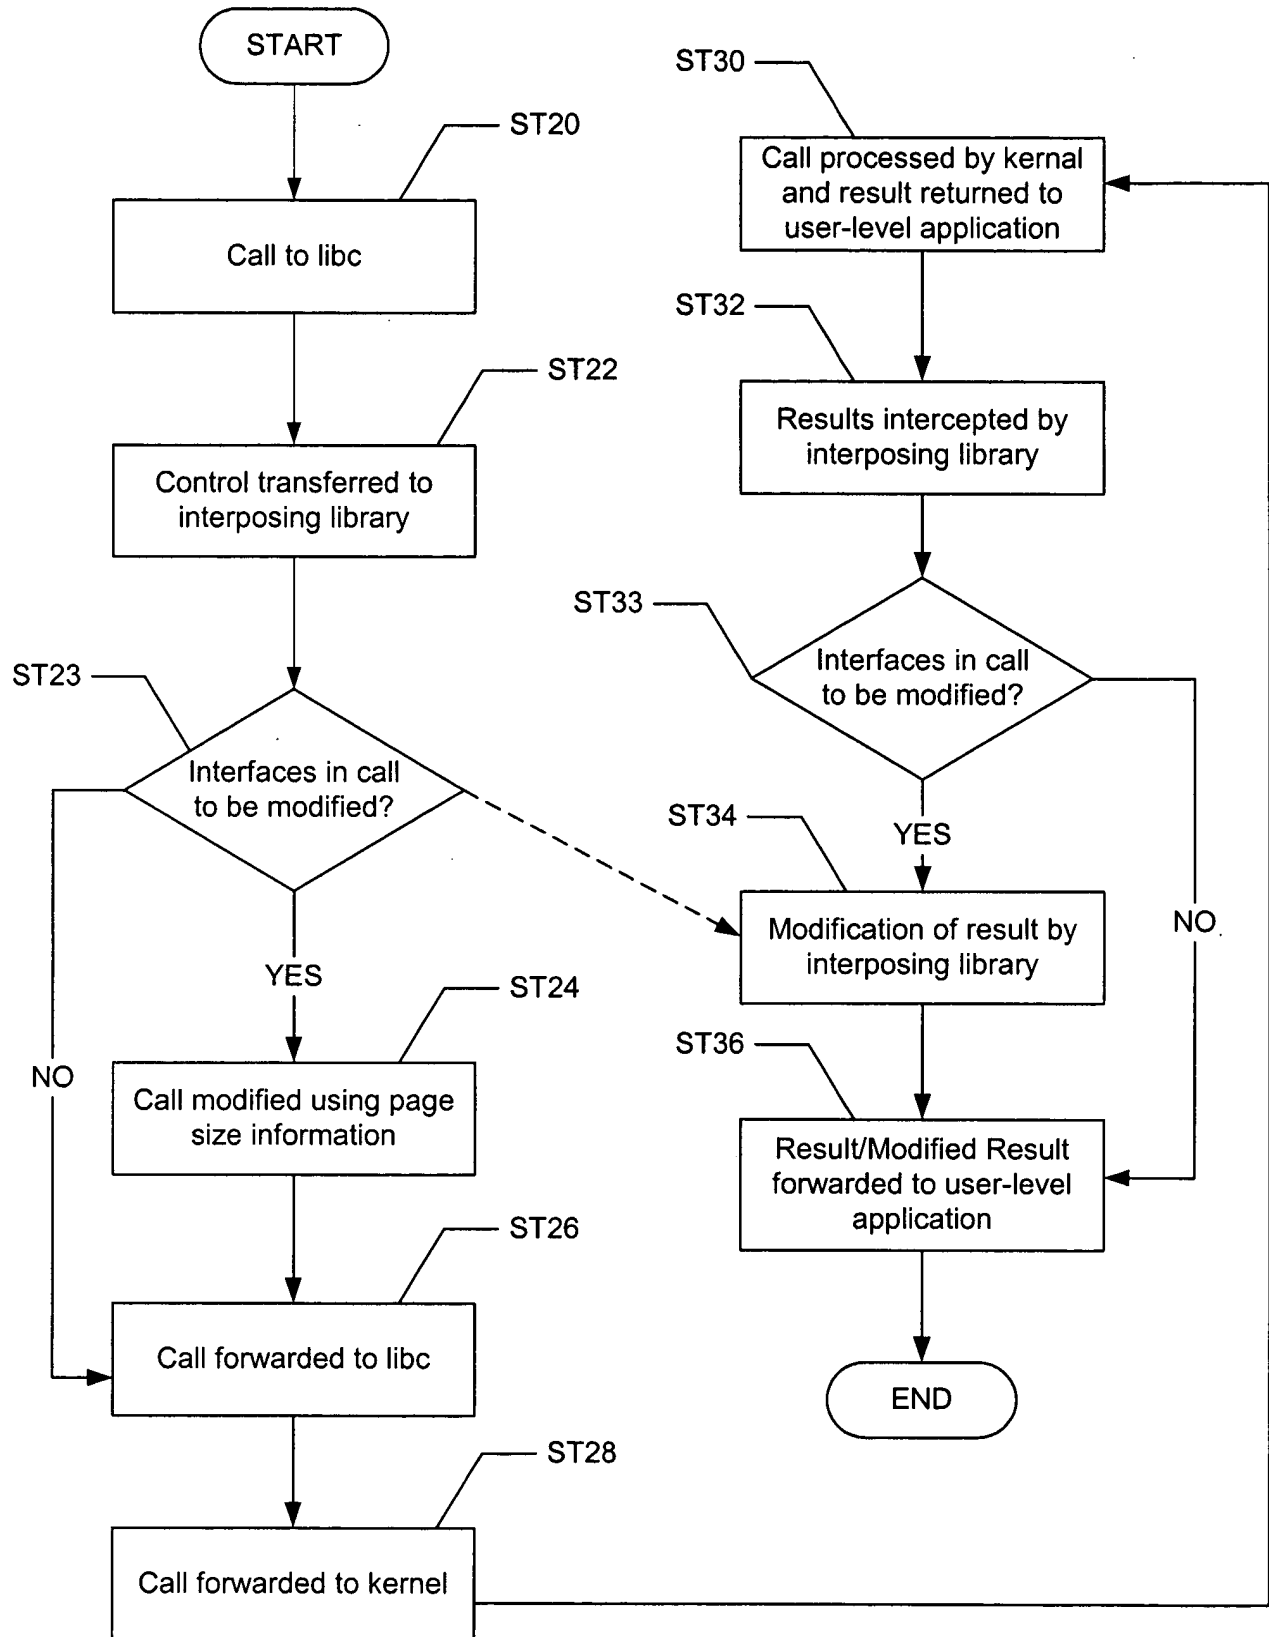 START
ST20
Call to libc
ST22
Control transferred to
interposing library
ST23
Interfaces in call
to be modified?
YES
NO
ST24
Call modified using page
size information
ST26
Call forwarded to libc
ST28
Call forwarded to kernel
ST30
Call processed by kernal
and result returned to
user-level application
ST32
Results intercepted by
interposing library
ST33
Interfaces in call
to be modified?
YES
NO
ST34
Modification of result by
interposing library
ST36
Result/Modified Result
forwarded to user-level
application
END